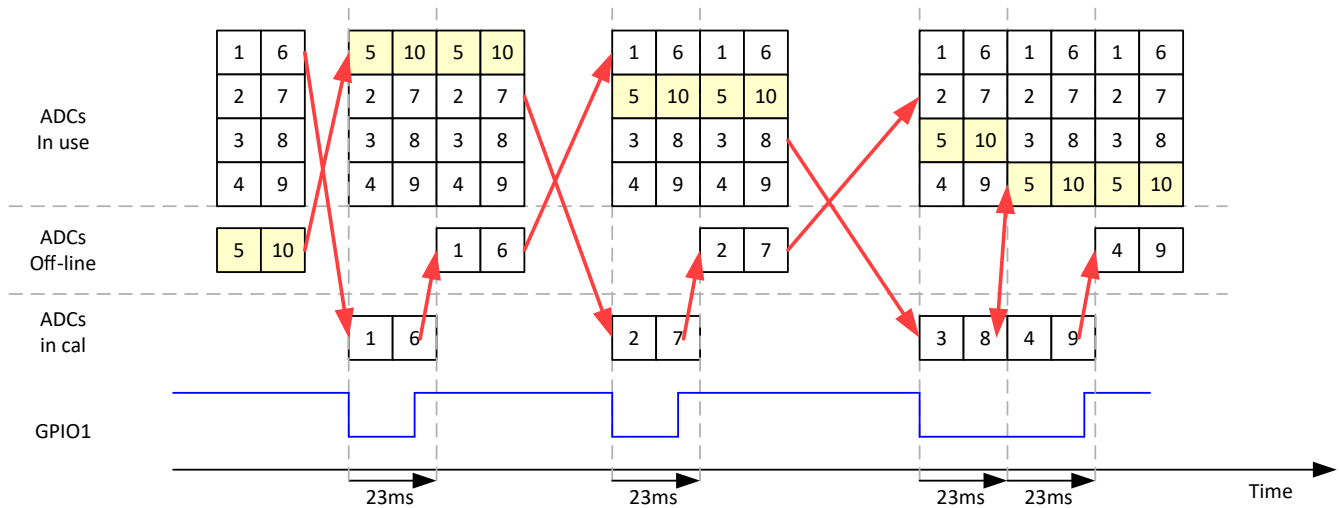 1 6 5 10 5 10 1 6 1 6 1 6 1 6 1 6
2 7 2 7 2 7 5 10 5 10 2 7 2 7 2 7
ADCs
In use
3 8 3 8 3 8 3 8 3 8 5 10 3 8 3 8
4 9 4 9 4 9 4 9 4 9 4 9 5 10 5 10
ADCs
Off-line
5 10 1 6 2 7 4 9
ADCs
in cal
1 6 2 7 3 8 4 9
GPIO1
23ms 23ms 23ms 23ms Time